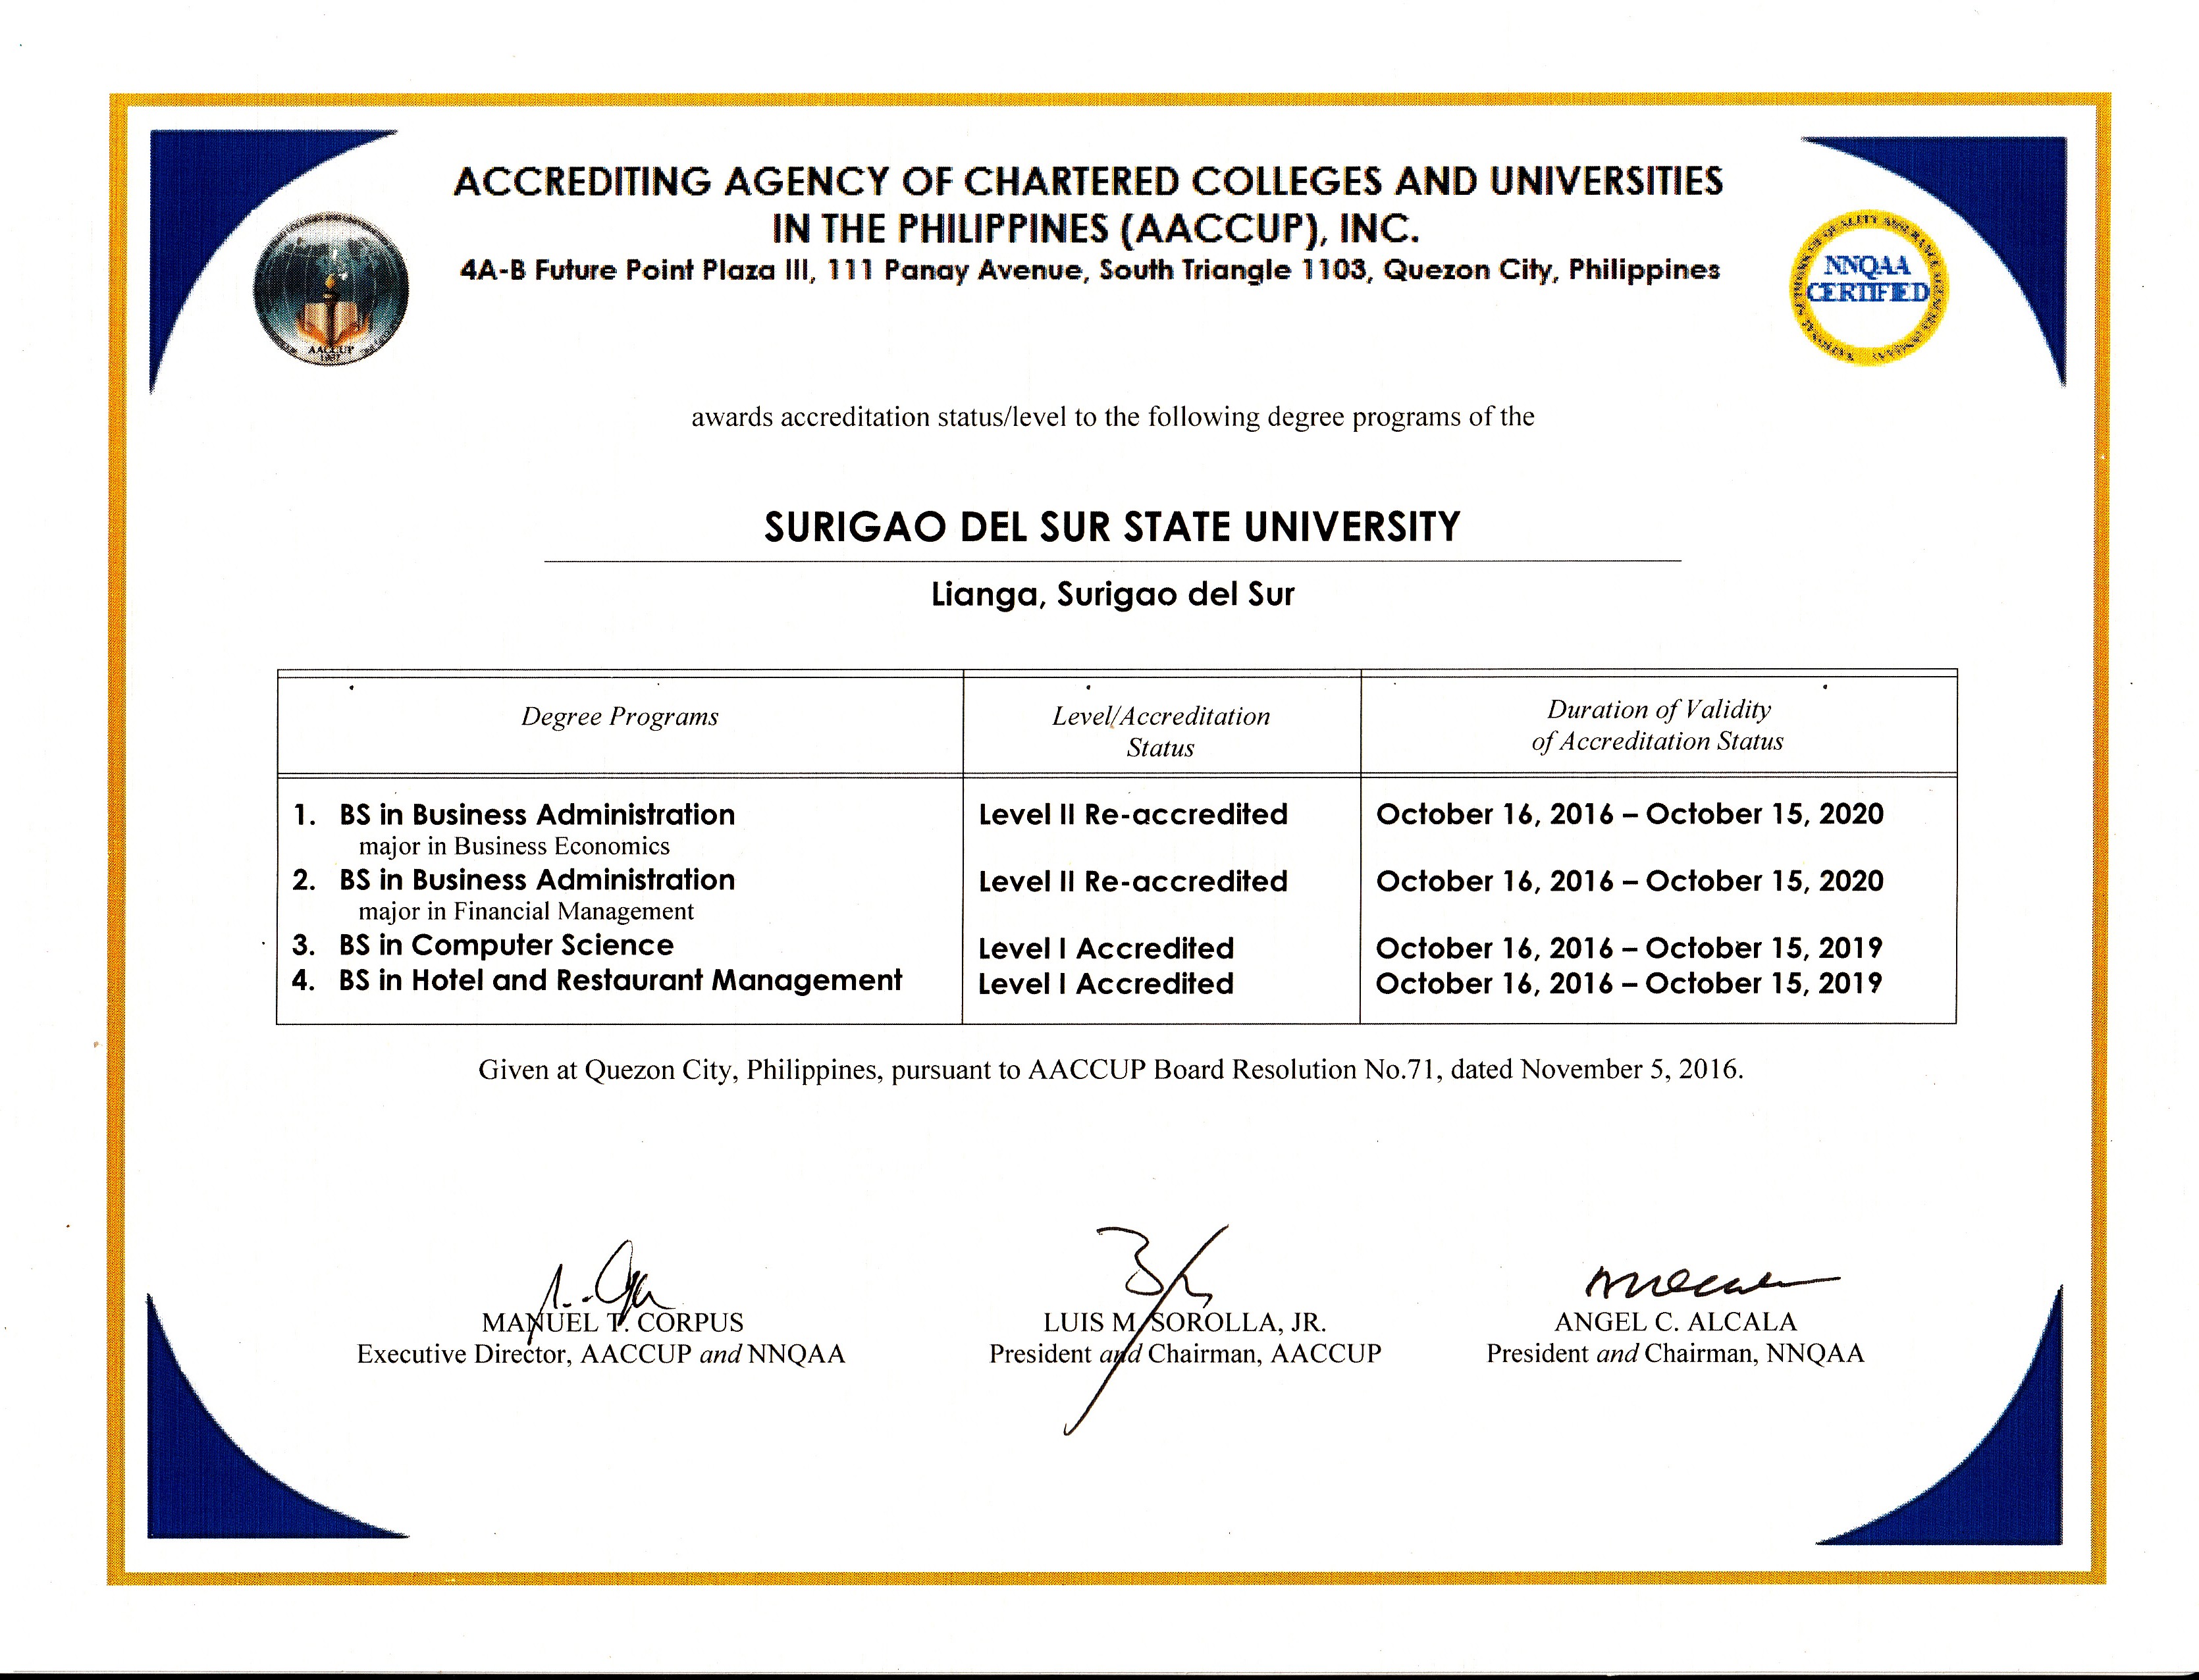 ACCREDITING AGENCY OF CHARTERED COLLEGES AND UNIVERSITIES
IN THE PHILIPPINES (AACCUP), INC.
4A-B Future Point Plaza III, 111 Panay Avenue, South Triangle 1103, Quezon City, Philippines
AACCUP
1987
NNQAA
CERTIFIED
awards accreditation status/level to the following degree programs of the
SURIGAO DEL SUR STATE UNIVERSITY
Lianga, Surigao del Sur
Degree Programs
Level/Accreditation
Status
Duration of Validity
of Accreditation Status
1. BS in Business Administration Level II Re-accredited October 16, 2016 – October 15, 2020
major in Business Economics
2. BS in Business Administration Level II Re-accredited October 16, 2016 – October 15, 2020
major in Financial Management
3. BS in Computer Science Level I Accredited October 16, 2016 – October 15, 2019
4. BS in Hotel and Restaurant Management Level I Accredited October 16, 2016 – October 15, 2019
Given at Quezon City, Philippines, pursuant to AACCUP Board Resolution No.71, dated November 5, 2016.
MANUEL T. CORPUS
Executive Director, AACCUP and NNQAA
LUIS M. SOROLLA, JR.
President and Chairman, AACCUP
ANGEL C. ALCALA
President and Chairman, NNQAA